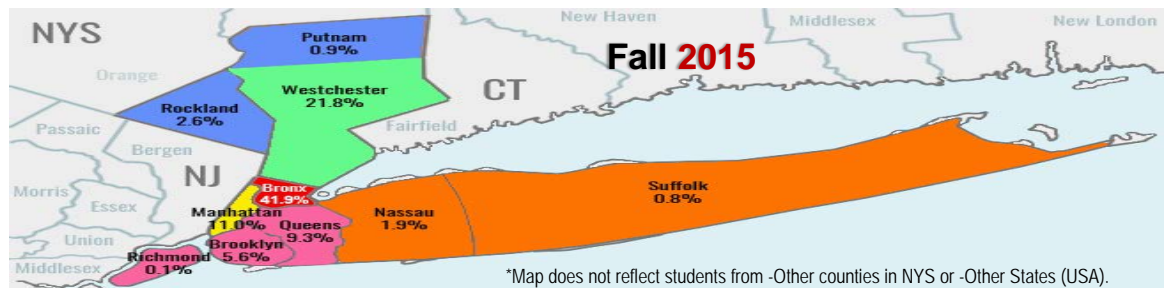 NYS
Putnam
0.9%
Fall 2015
New Haven
Middlesex
New London
Orange
Westchester
21.8%
CT
Rockland
2.6%
Fairfield
Passaic
Bergen
NJ
Morris
Essex
Bronx
41.9%
Suffolk
0.8%
Manhattan
11.0%
Queens
9.3%
Nassau
1.9%
Union
Brooklyn
5.6%
Richmond
0.1%
Middlesex
*Map does not reflect students from -Other counties in NYS or -Other States (USA).